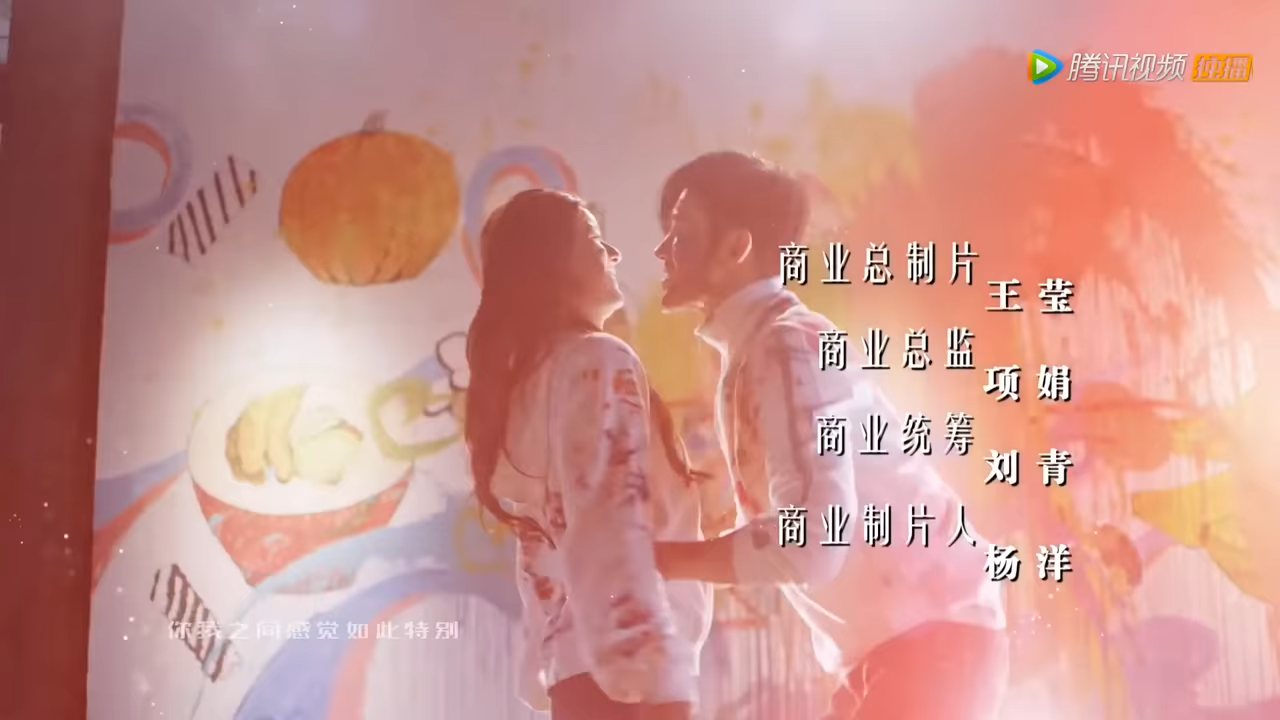 腾讯视频 独播
商业总制片
王莹
商业总监
项娟
商业统筹
刘青
商业制片人
杨洋
你我之间感觉如此特别